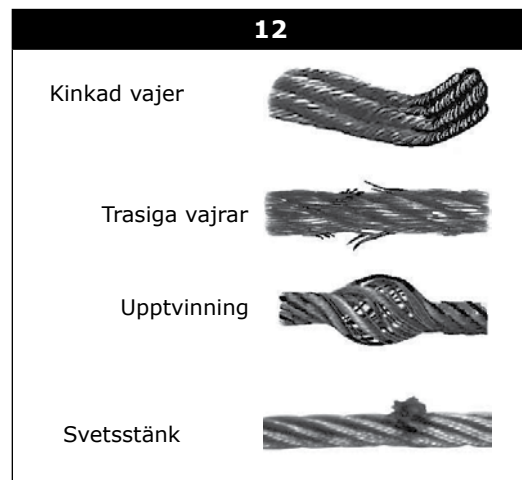 12
Kinkad vajer
Trasiga vajrar
Upptvinning
Svetsstänk